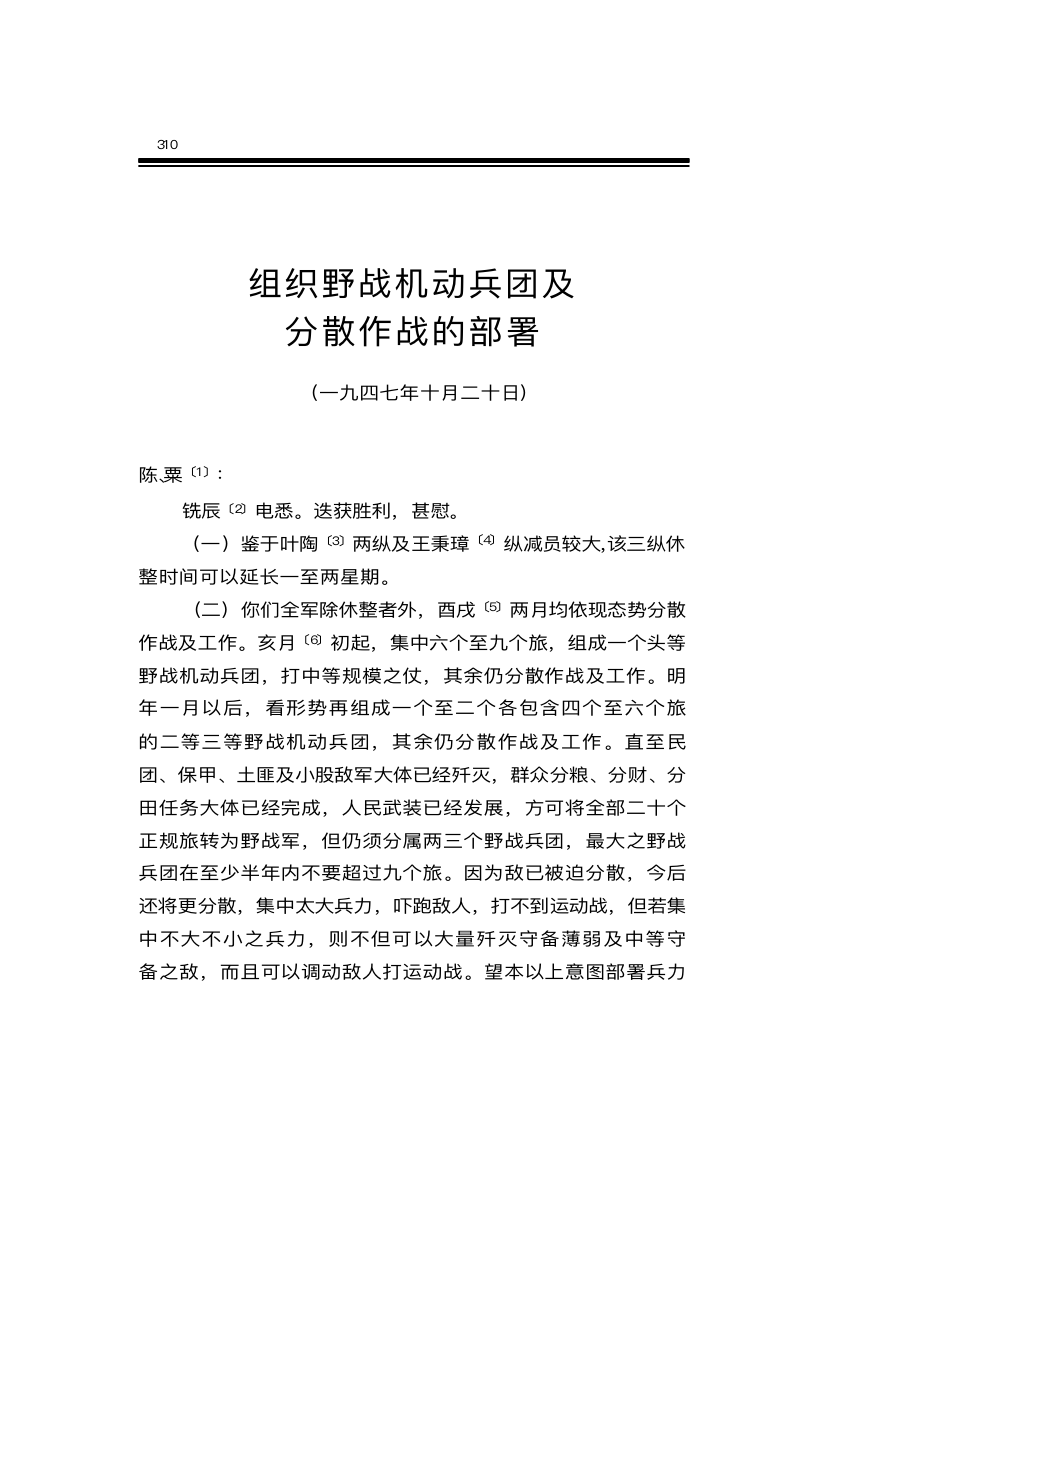 310
组织野战机动兵团及
分散作战的部署
（一九四七年十月二十日）
陈、粟〔1〕：
铣辰〔2〕电悉。迭获胜利，甚慰。
（一）鉴于叶陶〔3〕两纵及王秉璋〔4〕纵减员较大,该三纵休
整时间可以延长一至两星期。
（二）你们全军除休整者外，酉戌〔5〕两月均依现态势分散
作战及工作。亥月〔6〕初起，集中六个至九个旅，组成一个头等
野战机动兵团，打中等规模之仗，其余仍分散作战及工作。明
年一月以后，看形势再组成一个至二个各包含四个至六个旅
的二等三等野战机动兵团，其余仍分散作战及工作。直至民
团、保甲、土匪及小股敌军大体已经歼灭，群众分粮、分财、分
田任务大体已经完成，人民武装已经发展，方可将全部二十个
正规旅转为野战军，但仍须分属两三个野战兵团，最大之野战
兵团在至少半年内不要超过九个旅。因为敌已被迫分散，今后
还将更分散，集中太大兵力，吓跑敌人，打不到运动战，但若集
中不大不小之兵力，则不但可以大量歼灭守备薄弱及中等守
备之敌，而且可以调动敌人打运动战。望本以上意图部署兵力